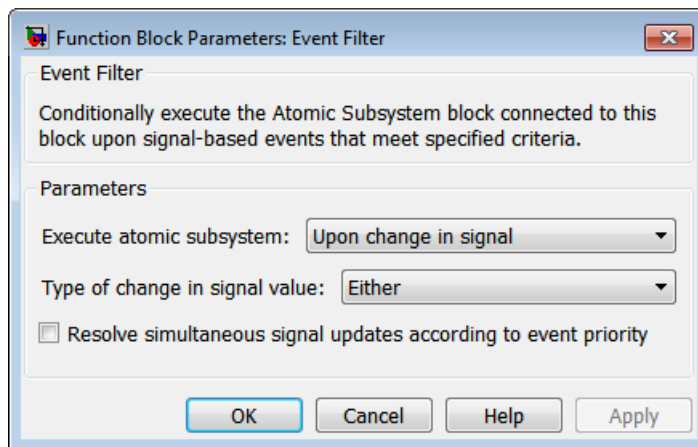 Function Block Parameters: Event Filter
Event Filter
Conditionally execute the Atomic Subsystem block connected to this
block upon signal-based events that meet specified criteria.
Parameters
Execute atomic subsystem: Upon change in signal
Type of change in signal value: Either
Resolve simultaneous signal updates according to event priority
OK Cancel Help Apply